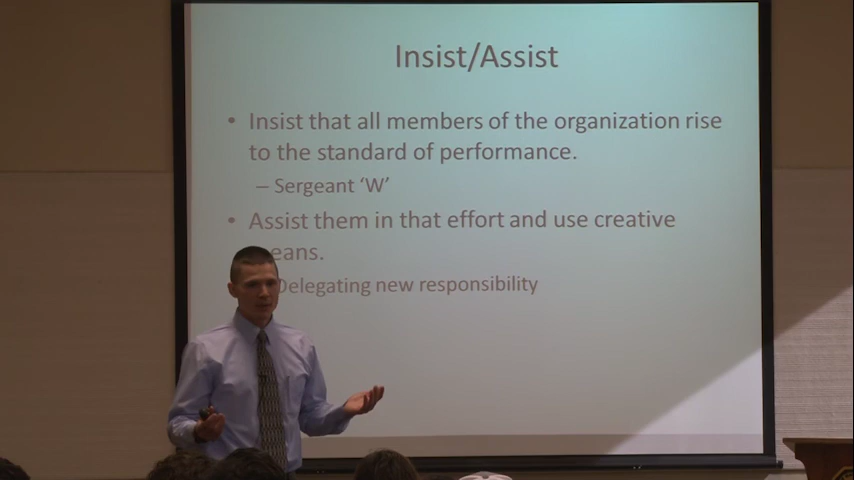 Insist/Assist
• Insist that all members of the organization rise
to the standard of performance.
– Sergeant ‘W’
• Assist them in that effort and use creative
eans.
Delegating new responsibility